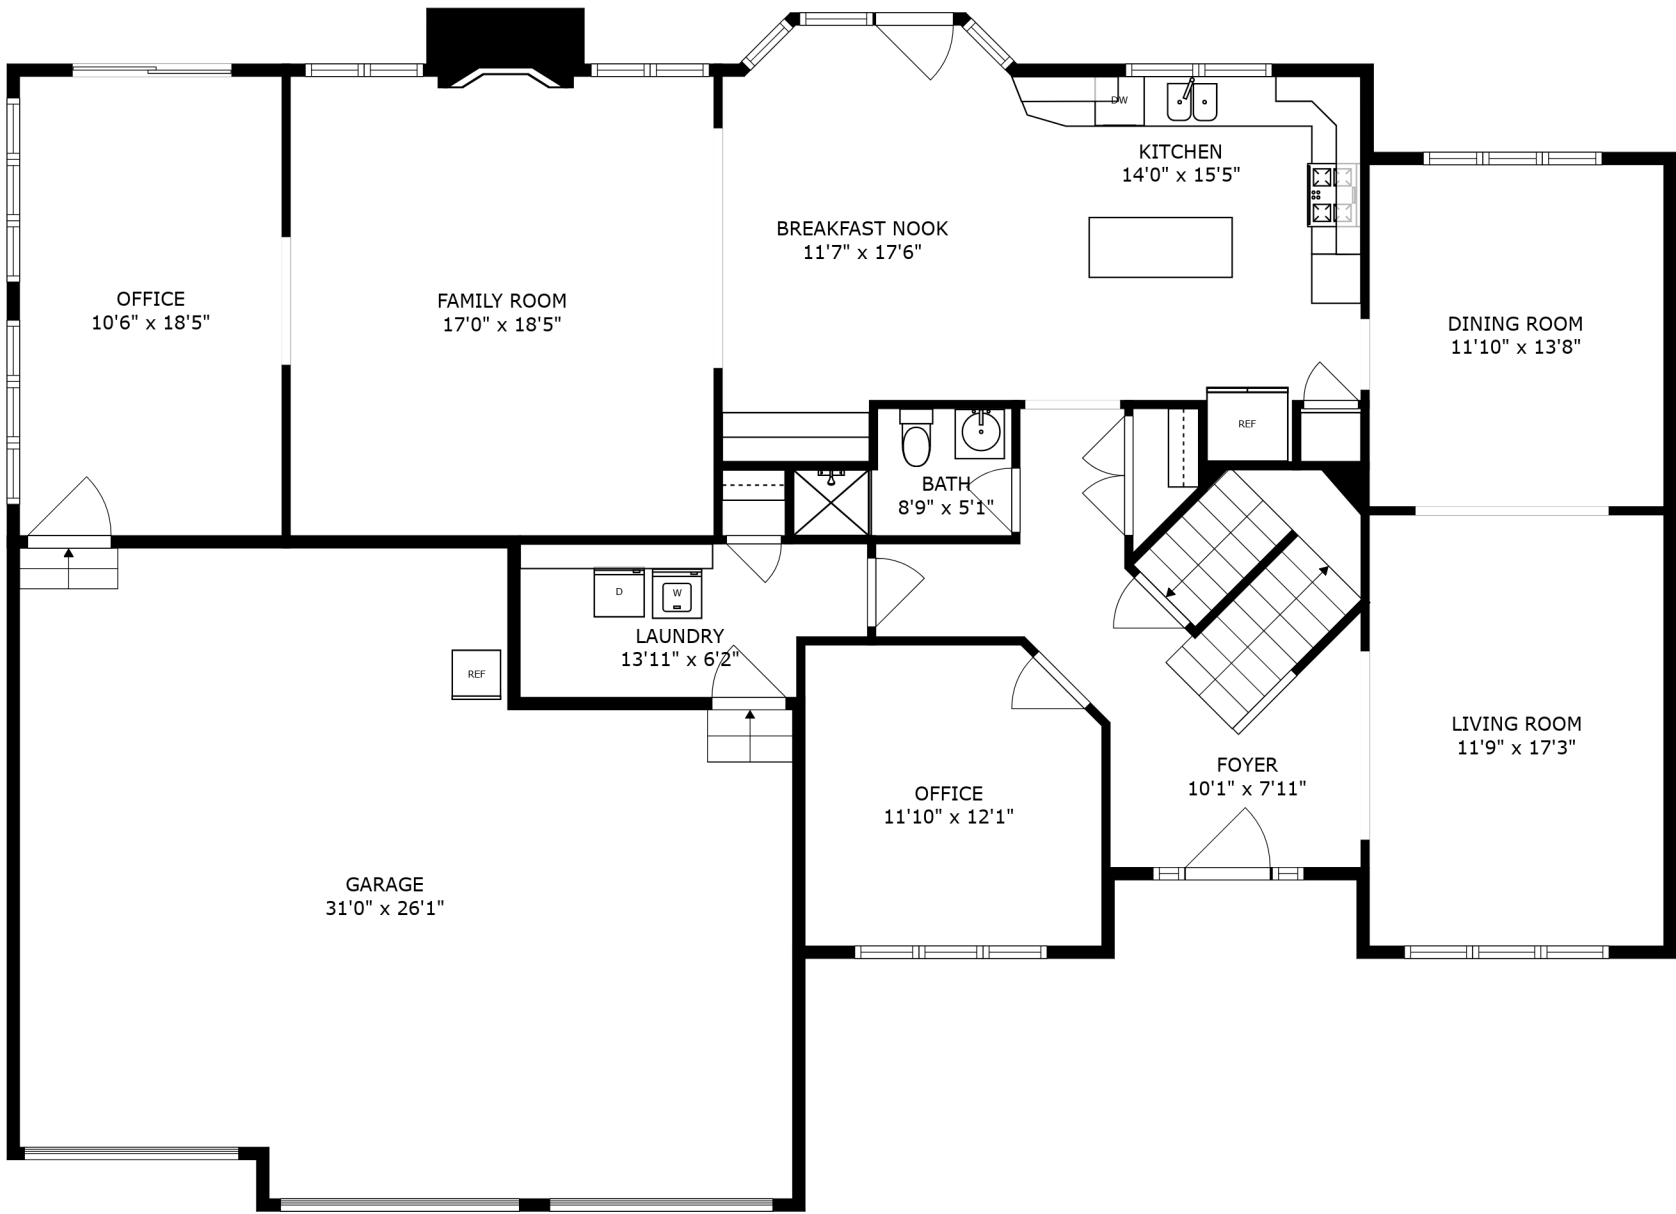 DW
KITCHEN
14'0" x 15'5"
BREAKFAST NOOK
11'7" x 17'6"
OFFICE
10'6" x 18'5"
FAMILY ROOM
17'0" x 18'5"
DINING ROOM
11'10" x 13'8"
REF
BATH
8'9" x 5'1"
D
W
LAUNDRY
13'11" x 6'2"
REF
LIVING ROOM
11'9" x 17'3"
FOYER
10'1" x 7'11"
OFFICE
11'10" x 12'1"
GARAGE
31'0" x 26'1"